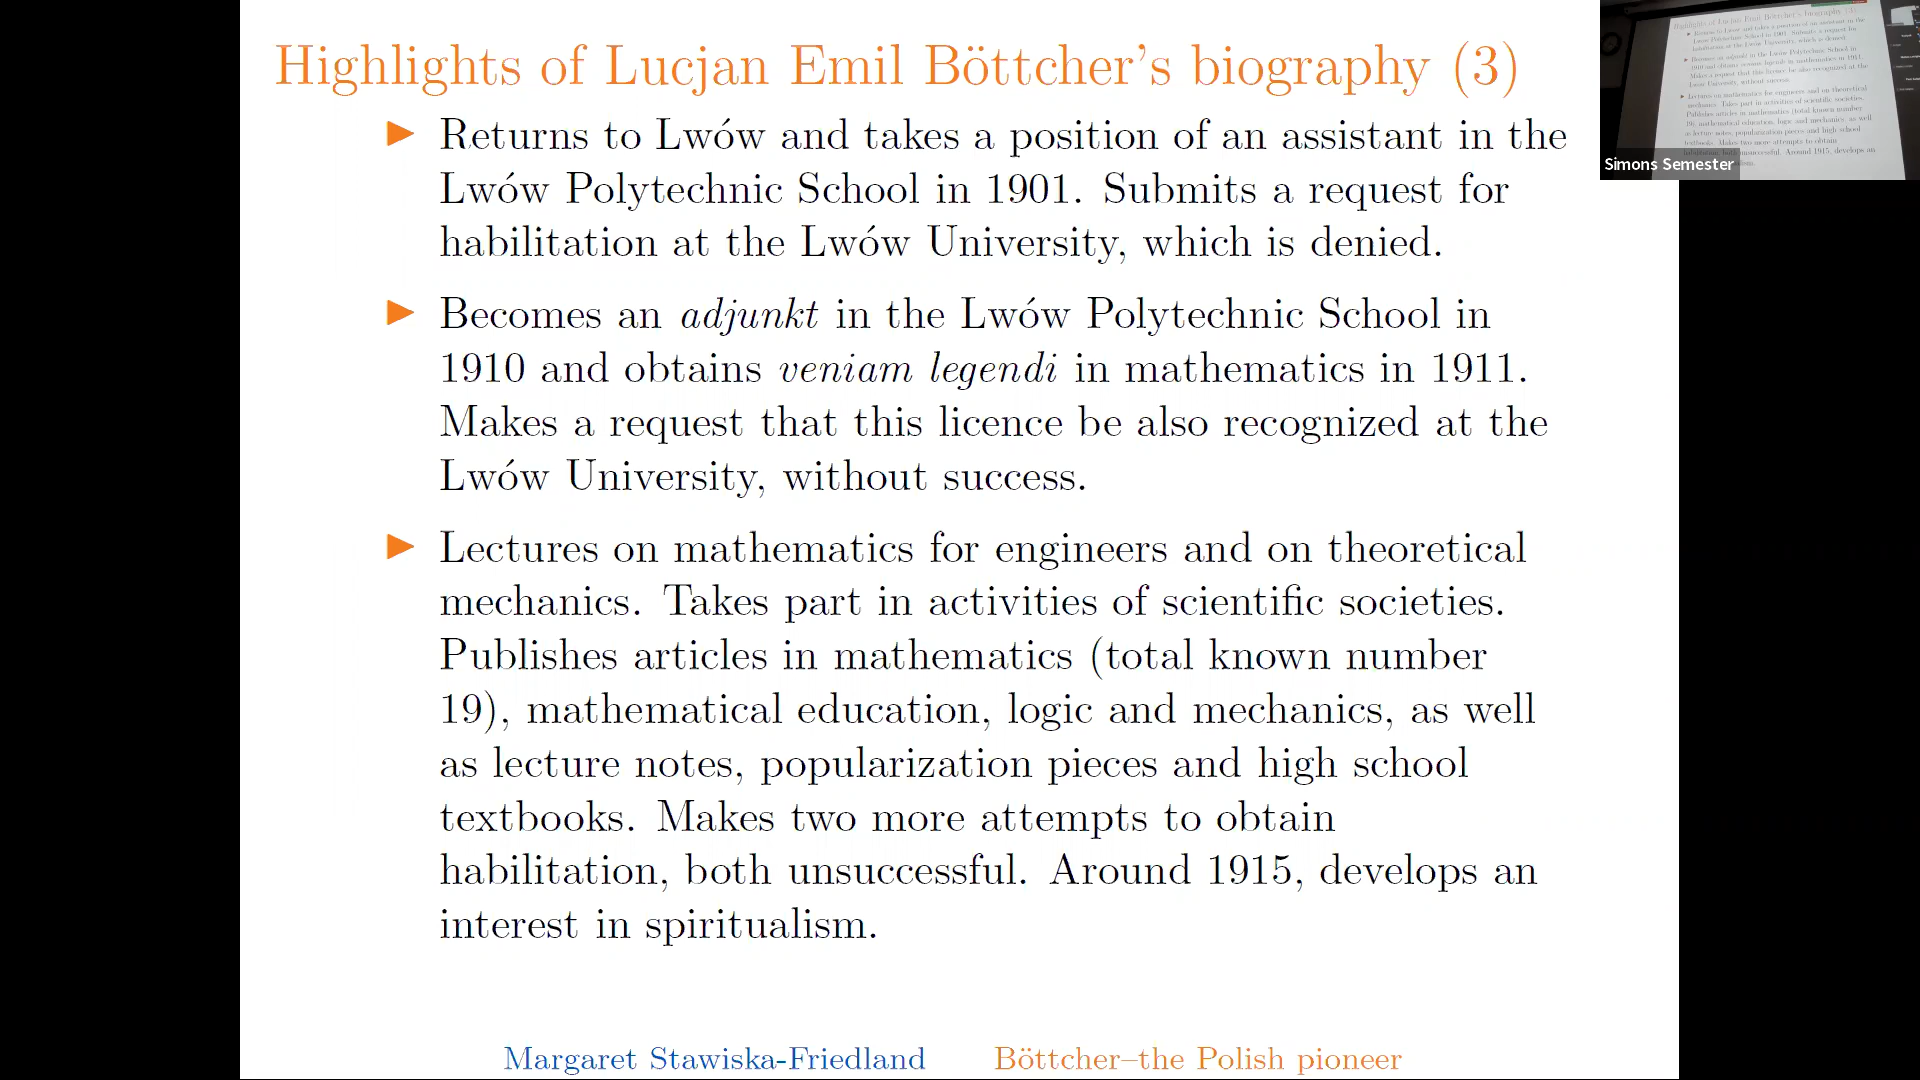 Highlights of Lucjan Emil Böttcher's biography (3)
Returns to Lwów and takes a position of an assistant in the
Lwów Polytechnic School in 1901. Submits a request for
habilitation at the Lwów University, which is denied.
Becomes an adjunkt in the Lwów Polytechnic School in
1910 and obtains veniam legendi in mathematics in 1911.
Makes a request that this licence be also recognized at the
Lwów University, without success.
Lectures on mathematics for engineers and on theoretical
mechanics. Takes part in activities of scientific societies.
Publishes articles in mathematics (total known number
19), mathematical education, logic and mechanics, as well
as lecture notes, popularization pieces and high school
textbooks. Makes two more attempts to obtain
habilitation, both unsuccessful. Around 1915, develops an
interest in spiritualism.
Margaret Stawiska-Friedland Böttcher–the Polish pioneer
Simons Semester